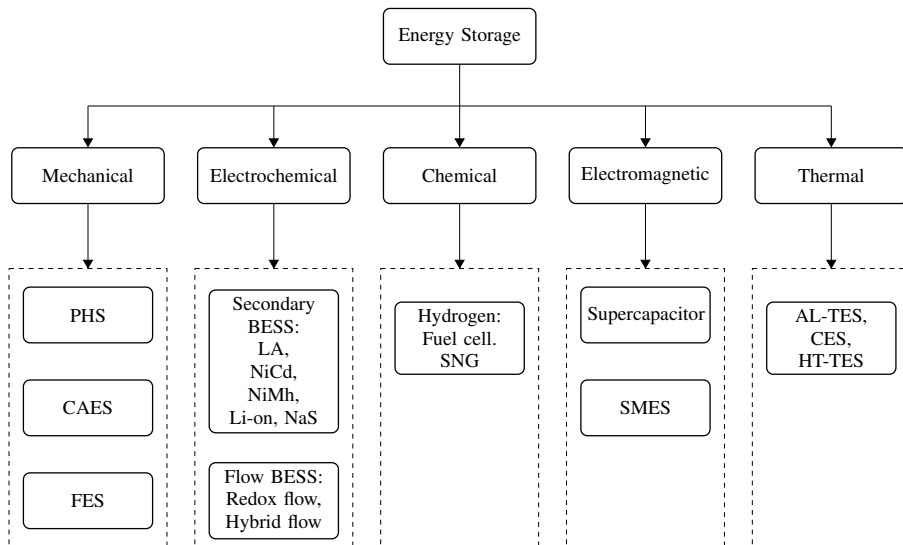 Energy Storage
Mechanical
Electrochemical
Chemical
Electromagnetic
Thermal
PHS
CAES
FES
Secondary
BESS:
LA,
NiCd,
NiMh,
Li-on, NaS
Flow BESS:
Redox flow,
Hybrid flow
Hydrogen:
Fuel cell.
SNG
Supercapacitor
SMES
AL-TES,
CES,
HT-TES